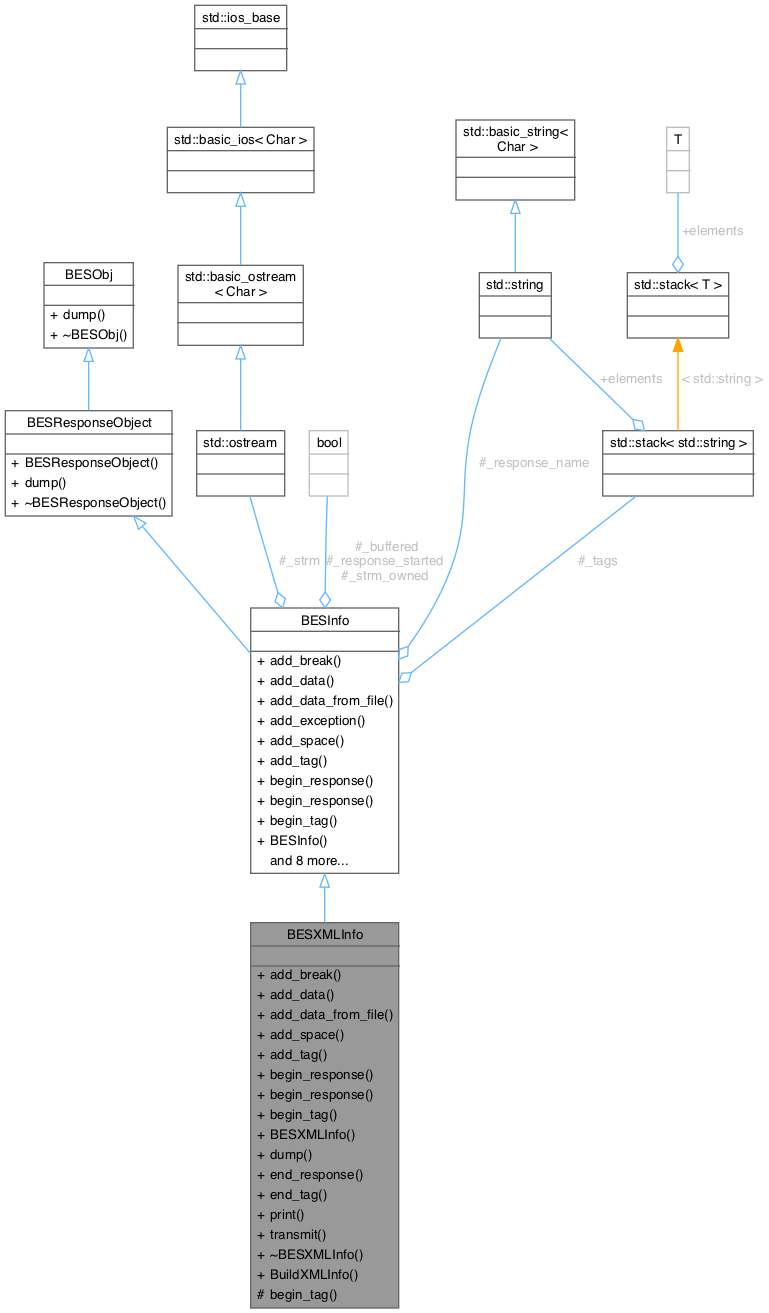 std::ios_base
std::basic_ios< Char >
std::basic_string<
Char >
T
+elements
BESObj
+ dump()
+ ~BESObj()
std::basic_ostream
< Char >
std::string
std::stack< T >
+elements
< std::string >
BESResponseObject
+ BESResponseObject()
+ dump()
+ ~BESResponseObject()
std::ostream
bool
std::stack< std::string >
#_response_name
#_strm
#_buffered
#_response_started
#_strm_owned
#_tags
BESInfo
+ add_break()
+ add_data()
+ add_data_from_file()
+ add_exception()
+ add_space()
+ add_tag()
+ begin_response()
+ begin_response()
+ begin_tag()
+ BESInfo()
and 8 more...
BESXMLInfo
+ add_break()
+ add_data()
+ add_data_from_file()
+ add_space()
+ add_tag()
+ begin_response()
+ begin_response()
+ begin_tag()
+ BESXMLInfo()
+ dump()
+ end_response()
+ end_tag()
+ print()
+ transmit()
+ ~BESXMLInfo()
+ BuildXMLInfo()
# begin_tag()